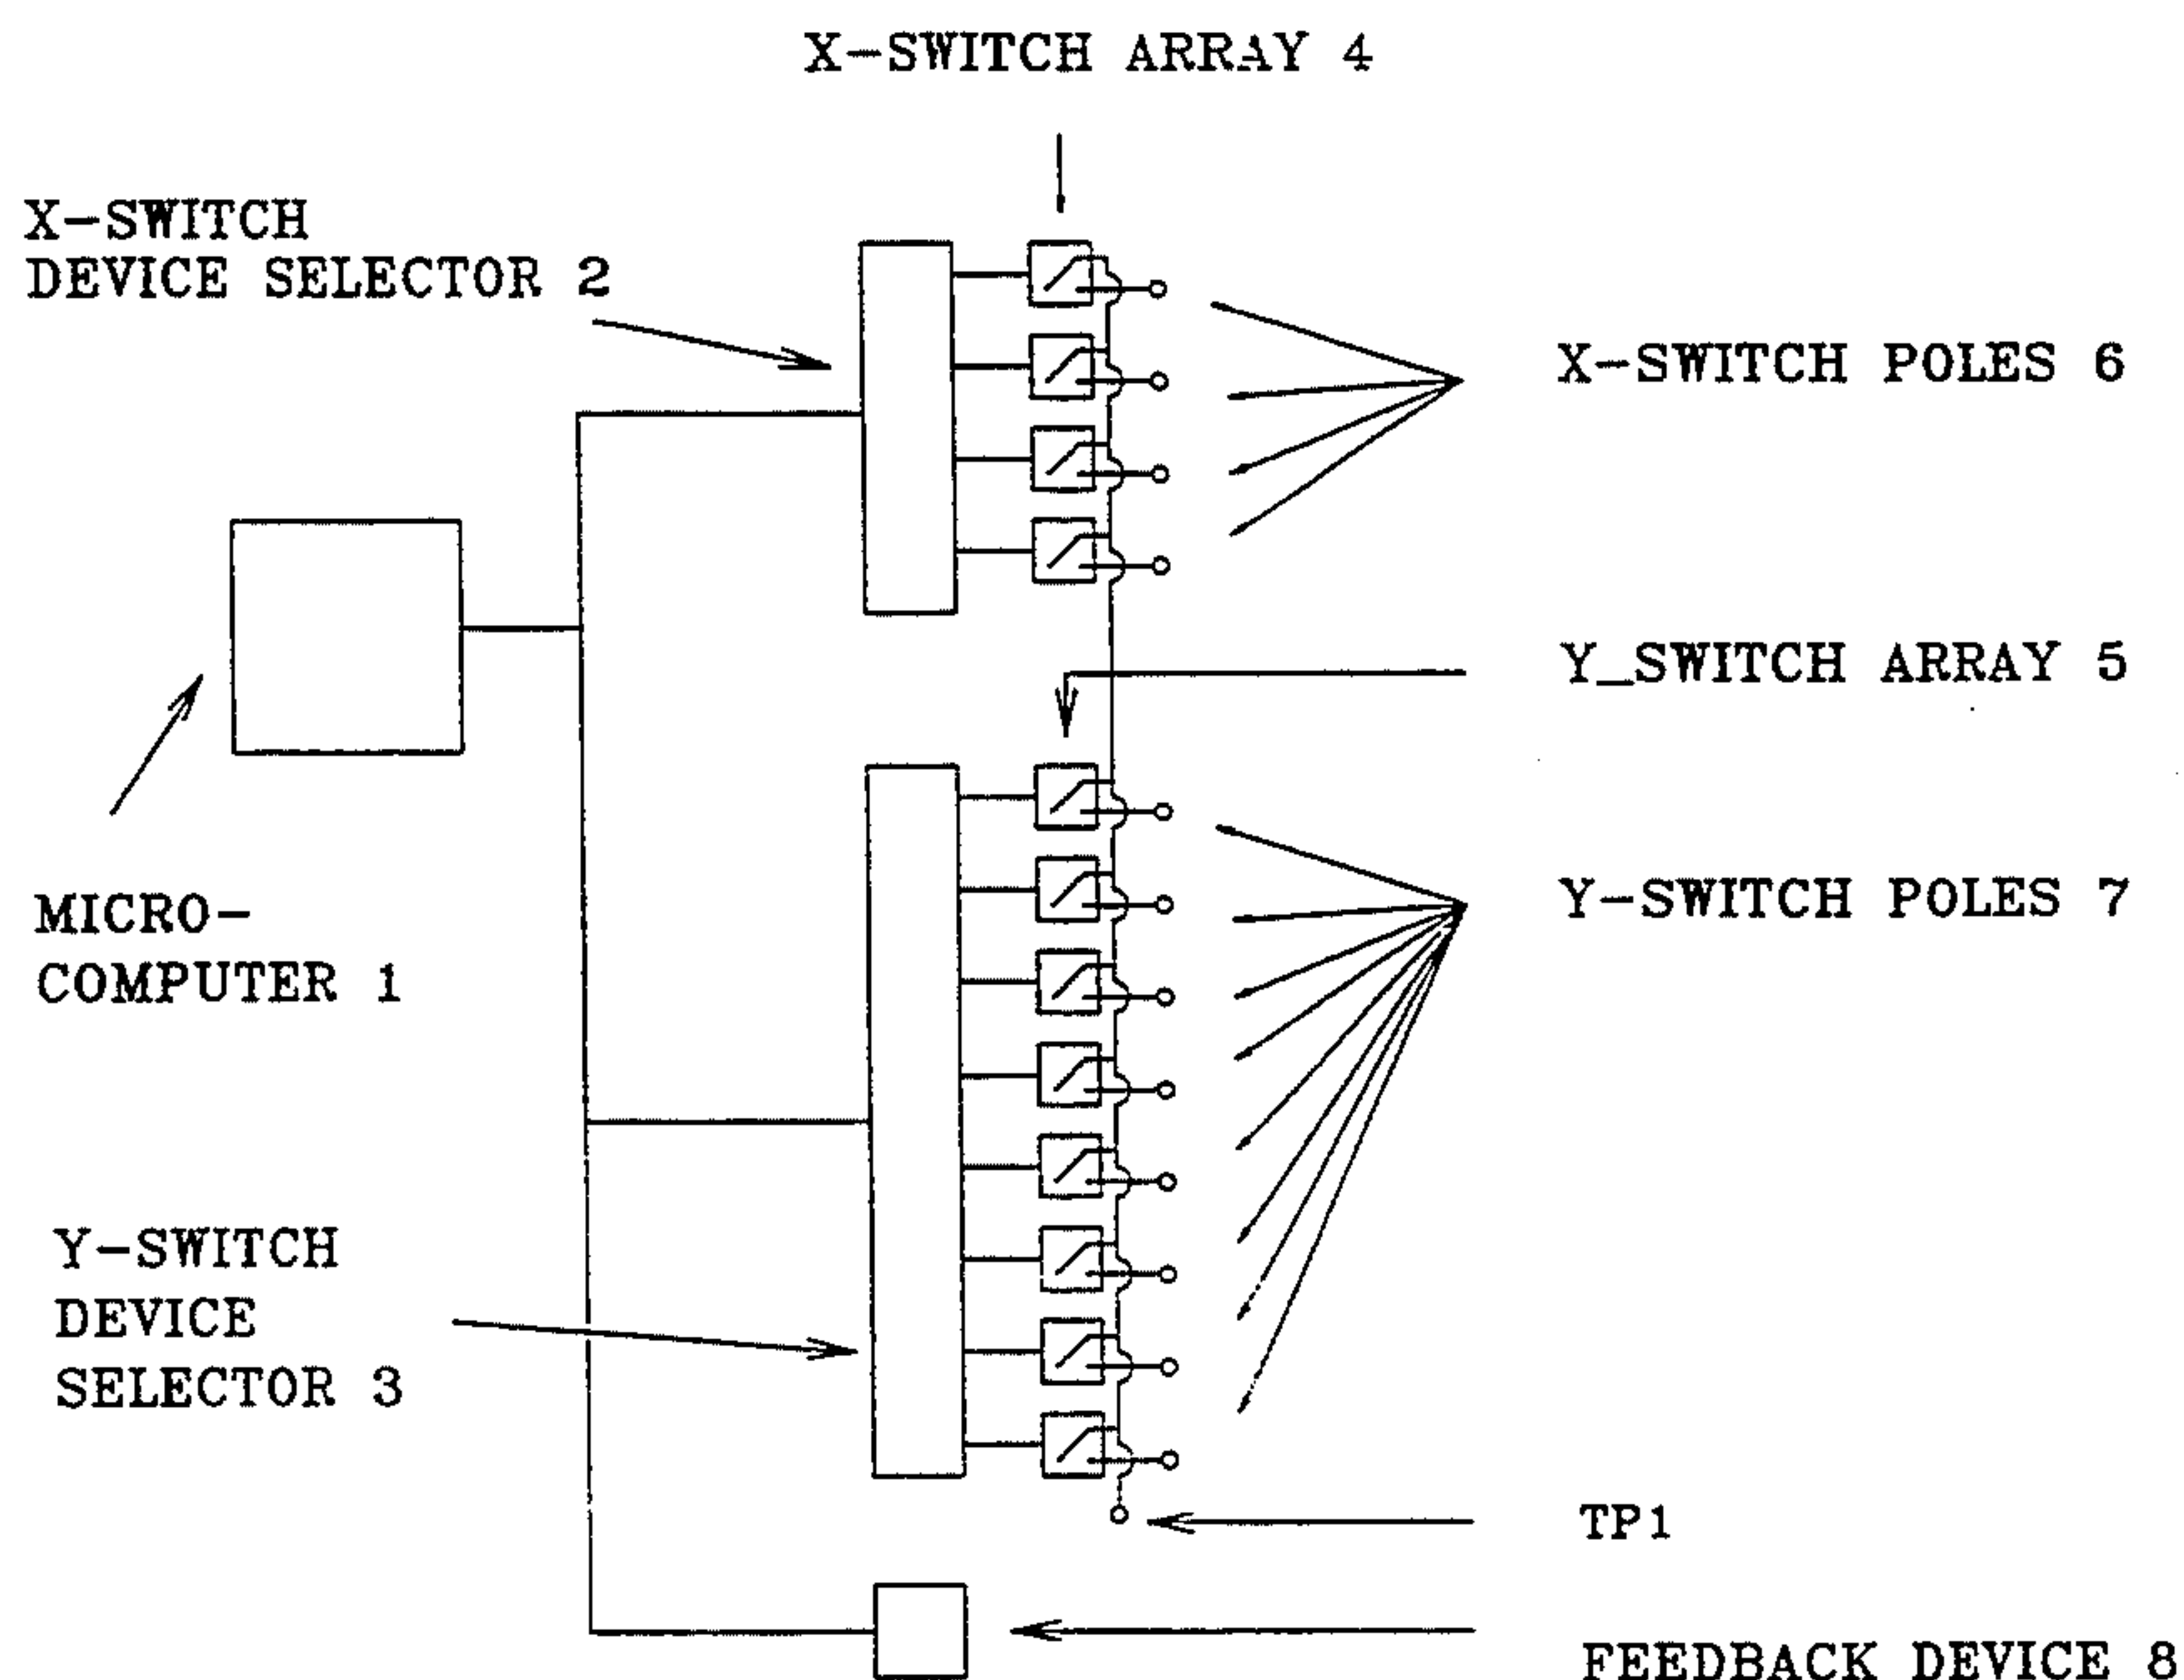 X-SWITCH ARRAY 4
X-SWITCH
DEVICE SELECTOR 2
X-SWITCH POLES 6
Y_SWITCH ARRAY 5
MICRO-
COMPUTER 1
Y-SWITCH POLES 7
Y-SWITCH
DEVICE
SELECTOR 3
TP1
FEEDBACK DEVICE 8